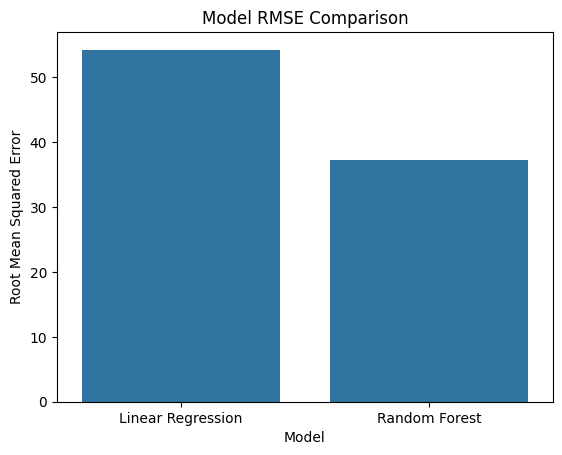 Model RMSE Comparison
Root Mean Squared Error
50
40
30
20
10
0
Linear Regression
Random Forest
Model